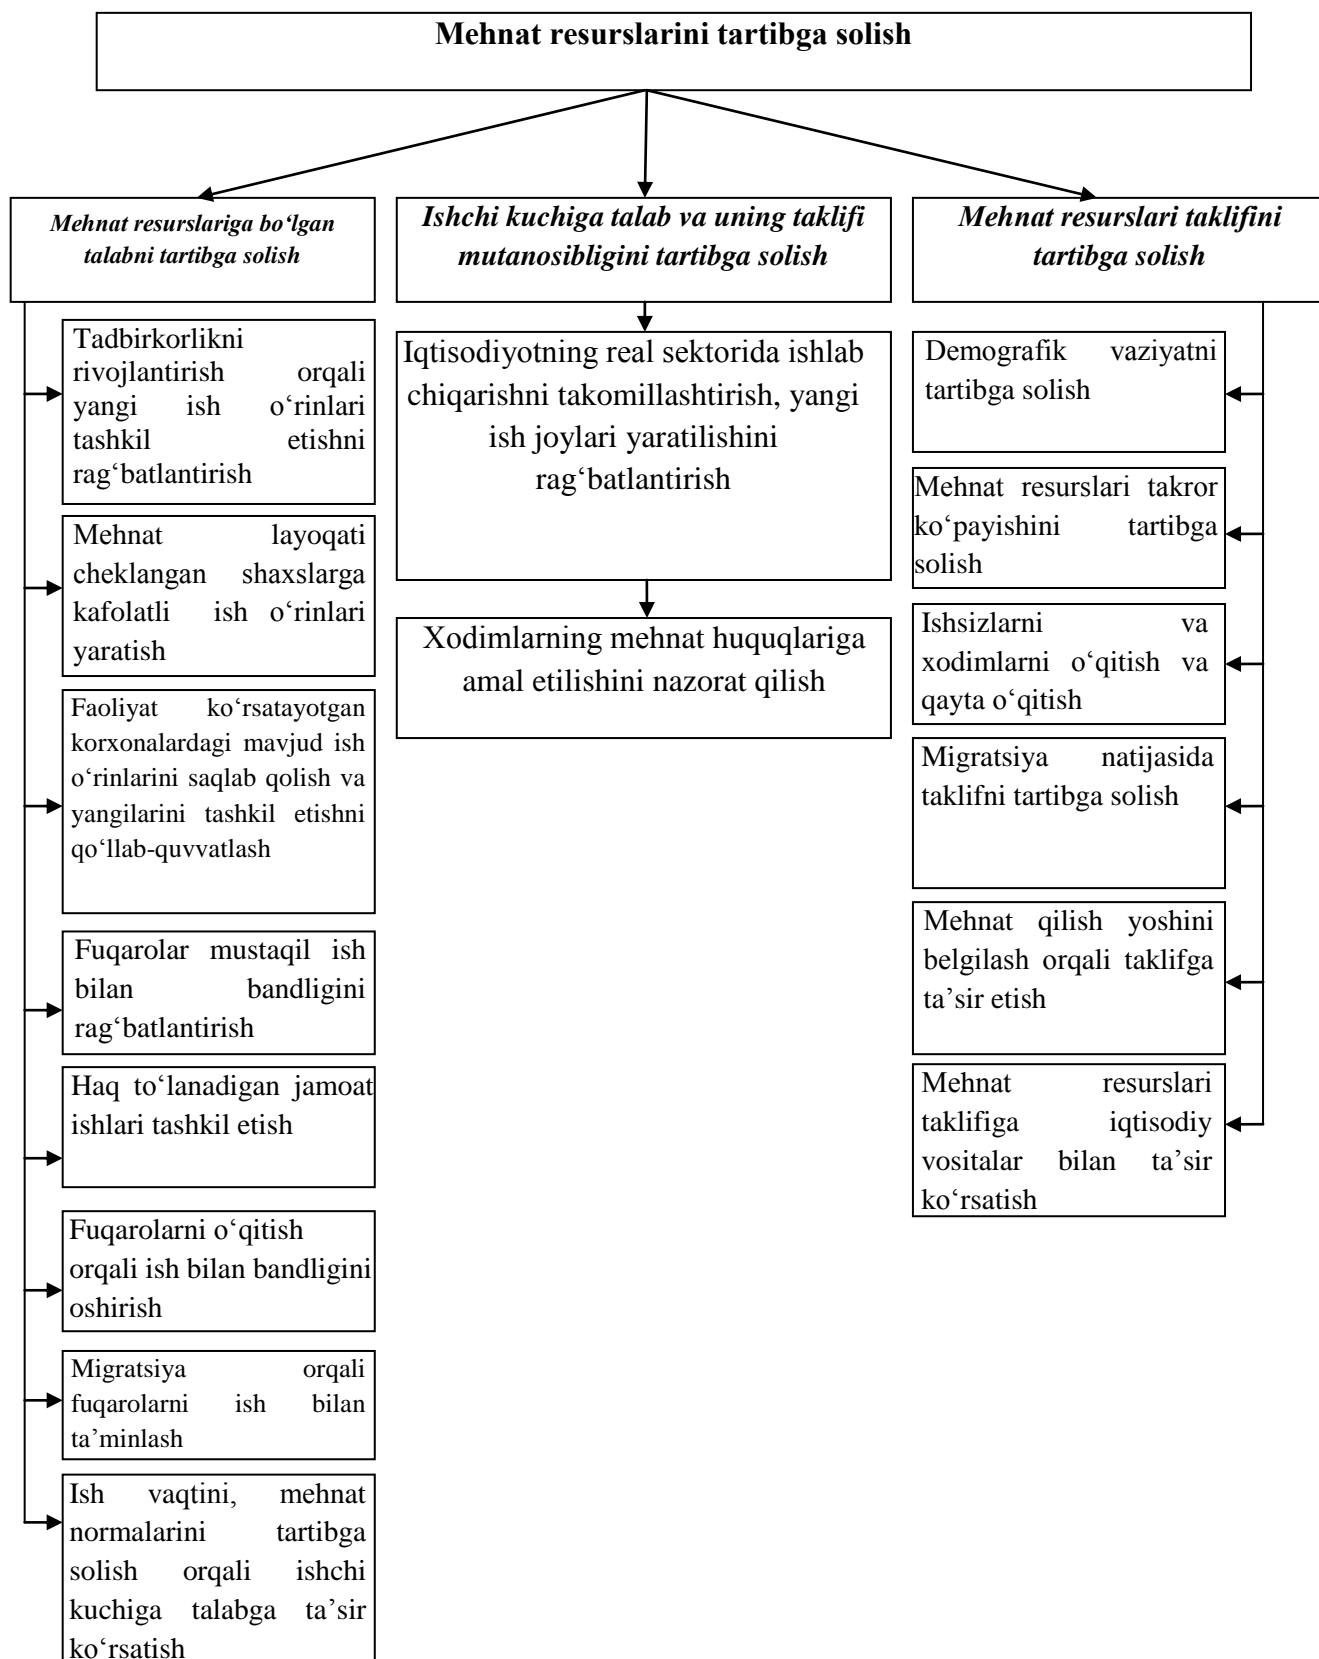 Mehnat resurslarini tartibga solish
Mehnat resurslariga bo‘lgan
talabni tartibga solish
Tadbirkorlikni
rivojlantirish orqali
yangi ish o‘rinlari
tashkil etishni
rag‘batlantirish
Mehnat layoqati
cheklangan shaxslarga
kafolatli ish o‘rinlari
yaratish
Faoliyat ko‘rsatayotgan
korxonalardagi mavjud ish
o‘rinlarini saqlab qolish va
yangilarini tashkil etishni
qo‘llab-quvvatlash
Fuqarolar mustaqil ish
bilan bandligini
rag‘batlantirish
Haq to‘lanadigan jamoat
ishlari tashkil etish
Fuqarolarni o‘qitish
orqali ish bilan bandligini
oshirish
Migratsiya orqali
fuqarolarni ish bilan
ta’minlash
Ish vaqtini, mehnat
normalarini tartibga
solish orqali ishchi
kuchiga talabga ta’sir
ko‘rsatish
Ishchi kuchiga talab va uning taklifi
mutanosibligini tartibga solish
Iqtisodiyotning real sektorida ishlab
chiqarishni takomillashtirish, yangi
ish joylari yaratilishini
rag‘batlantirish
Xodimlarning mehnat huquqlariga
amal etilishini nazorat qilish
Mehnat resurslari taklifini
tartibga solish
Demografik vaziyatni
tartibga solish
Mehnat resurslari takror
ko‘payishini tartibga
solish
Ishsizlarni va
xodimlarni o‘qitish va
qayta o‘qitish
Migratsiya natijasida
taklifni tartibga solish
Mehnat qilish yoshini
belgilash orqali taklifga
ta’sir etish
Mehnat resurslari
taklifiga iqtisodiy
vositalar bilan ta’sir
ko‘rsatish